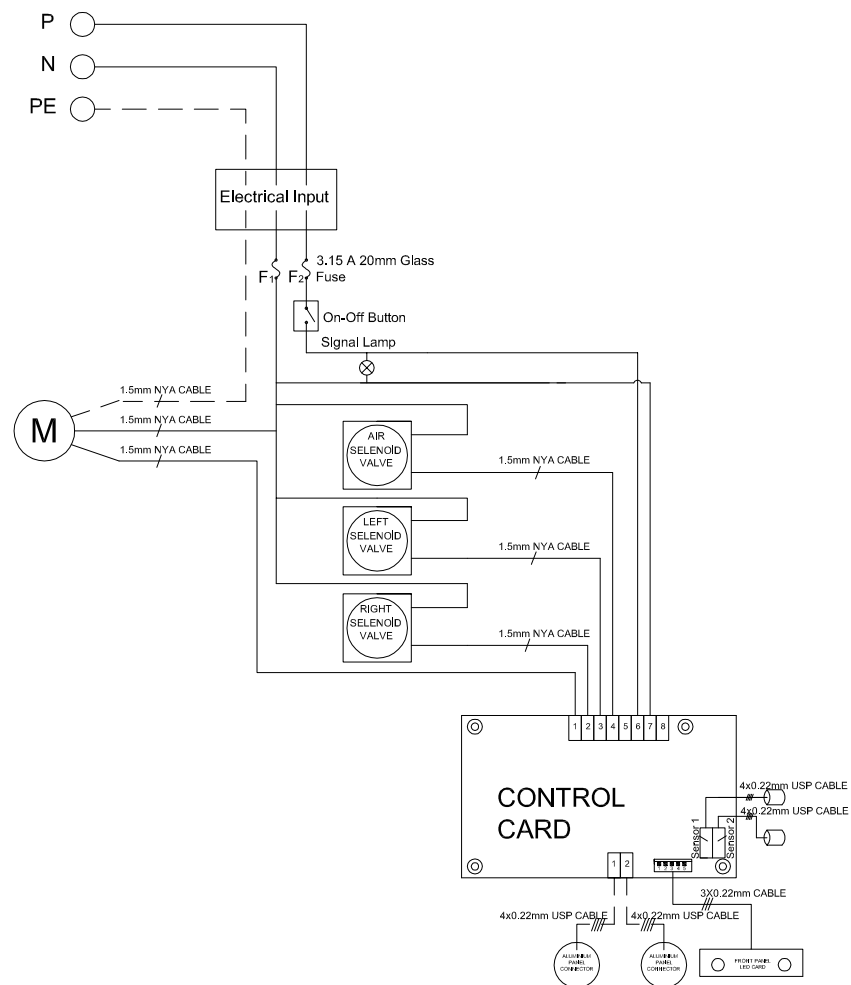 P
N
PE
Electrical Input
F1
F2
3.15 A 20mm Glass
Fuse
On-Off Button
Signal Lamp
1.5mm NYA CABLE
1.5mm NYA CABLE
1.5mm NYA CABLE
M
AIR
SELENOİD
VALVE
1.5mm NYA CABLE
LEFT
SELENOİD
VALVE
1.5mm NYA CABLE
RIGHT
SELENOİD
VALVE
1.5mm NYA CABLE
1 2 3 4 5 6 7 8
CONTROL
CARD
4x0.22mm USP CABLE
4x0.22mm USP CABLE
Sensor 1
Sensor 2
1 2
1 2 3 4 5
3X0.22mm CABLE
4x0.22mm USP CABLE
4x0.22mm USP CABLE
ALUMINIUM
PANEL
CONNECTOR
ALUMINIUM
PANEL
CONNECTOR
FRONT PANEL
LED CARD